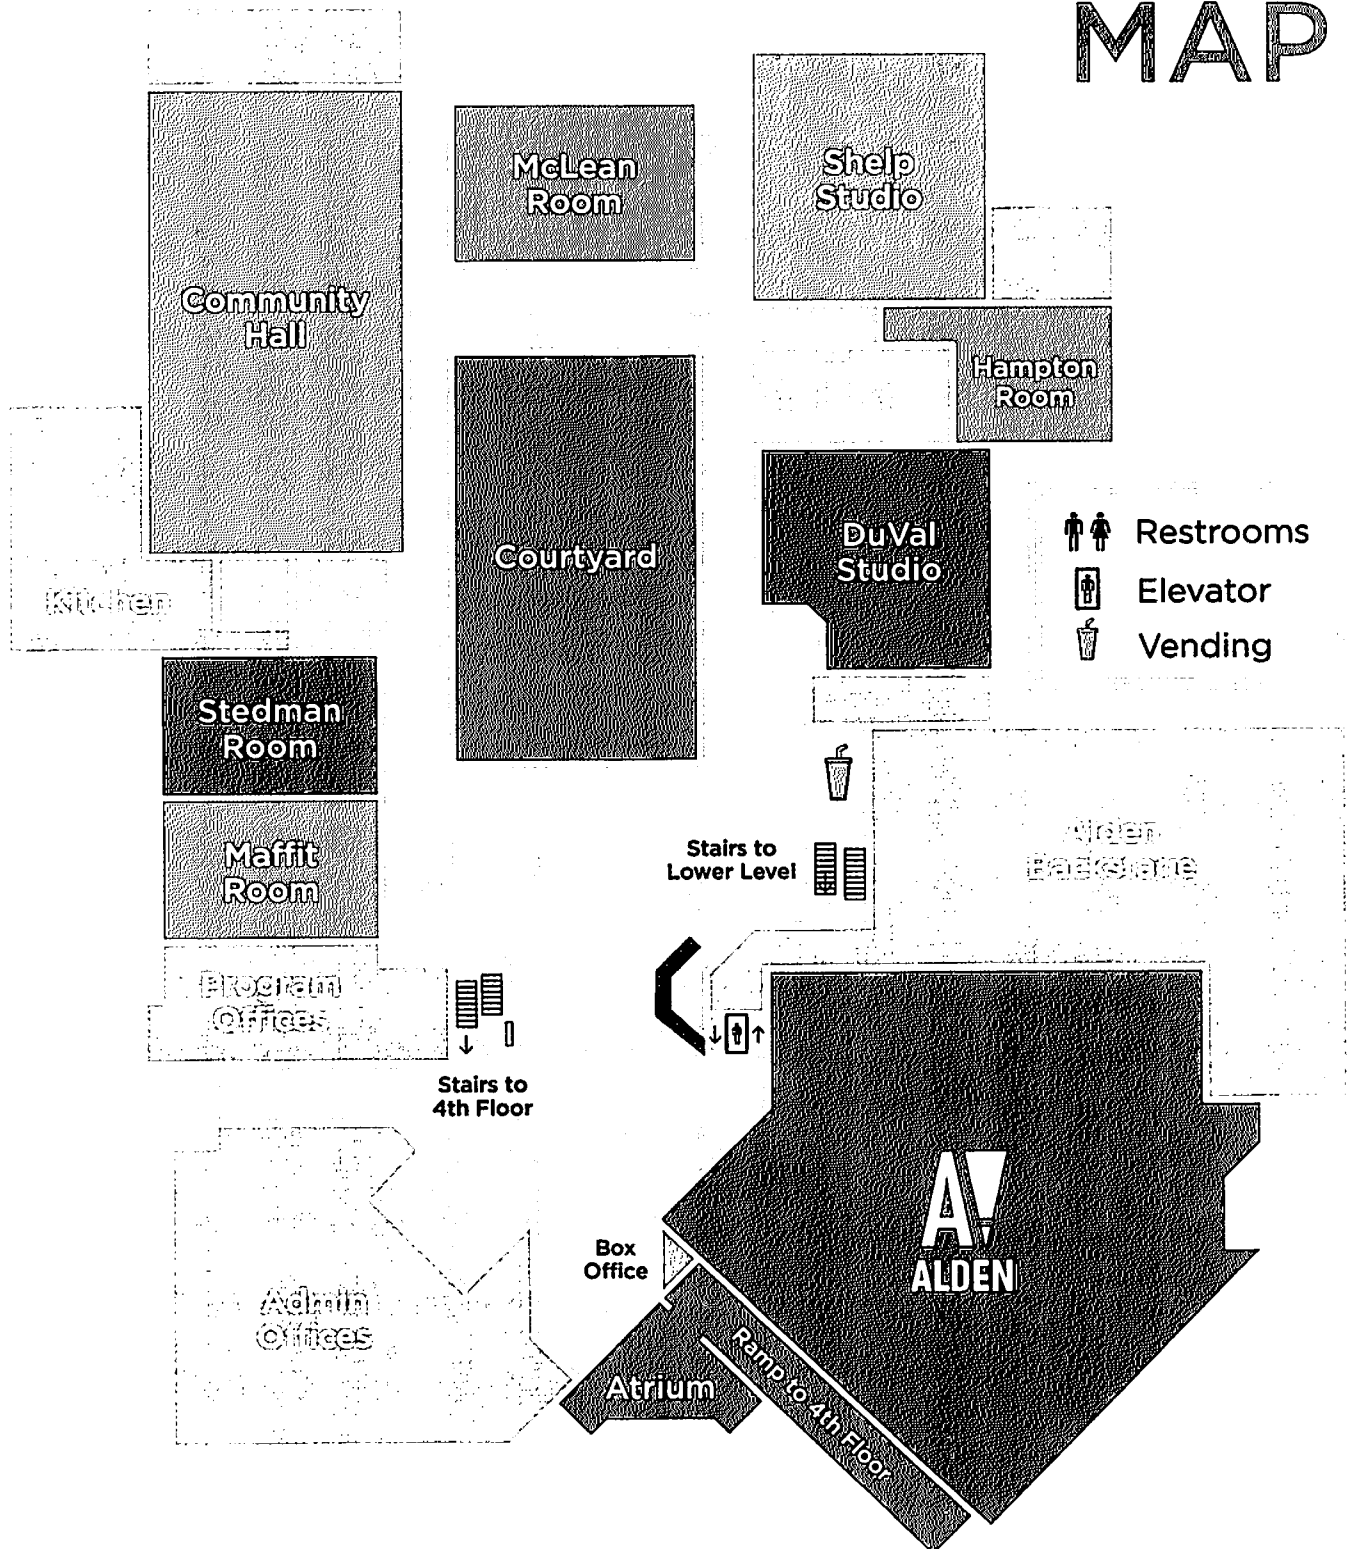 MAP
McLean
Room
Shelp
Studio
Community
Hall
Hampton
Room
Courtyard
DuVal
Studio
Restrooms
Elevator
Vending
Kitchen
Stedman
Room
Maffit
Room
Stairs to
Lower Level
Alden
Backstage
Program
Offices
Stairs to
4th Floor
A!
ALDEN
Box
Office
Admin
Offices
Atrium
Ramp to 4th Floor